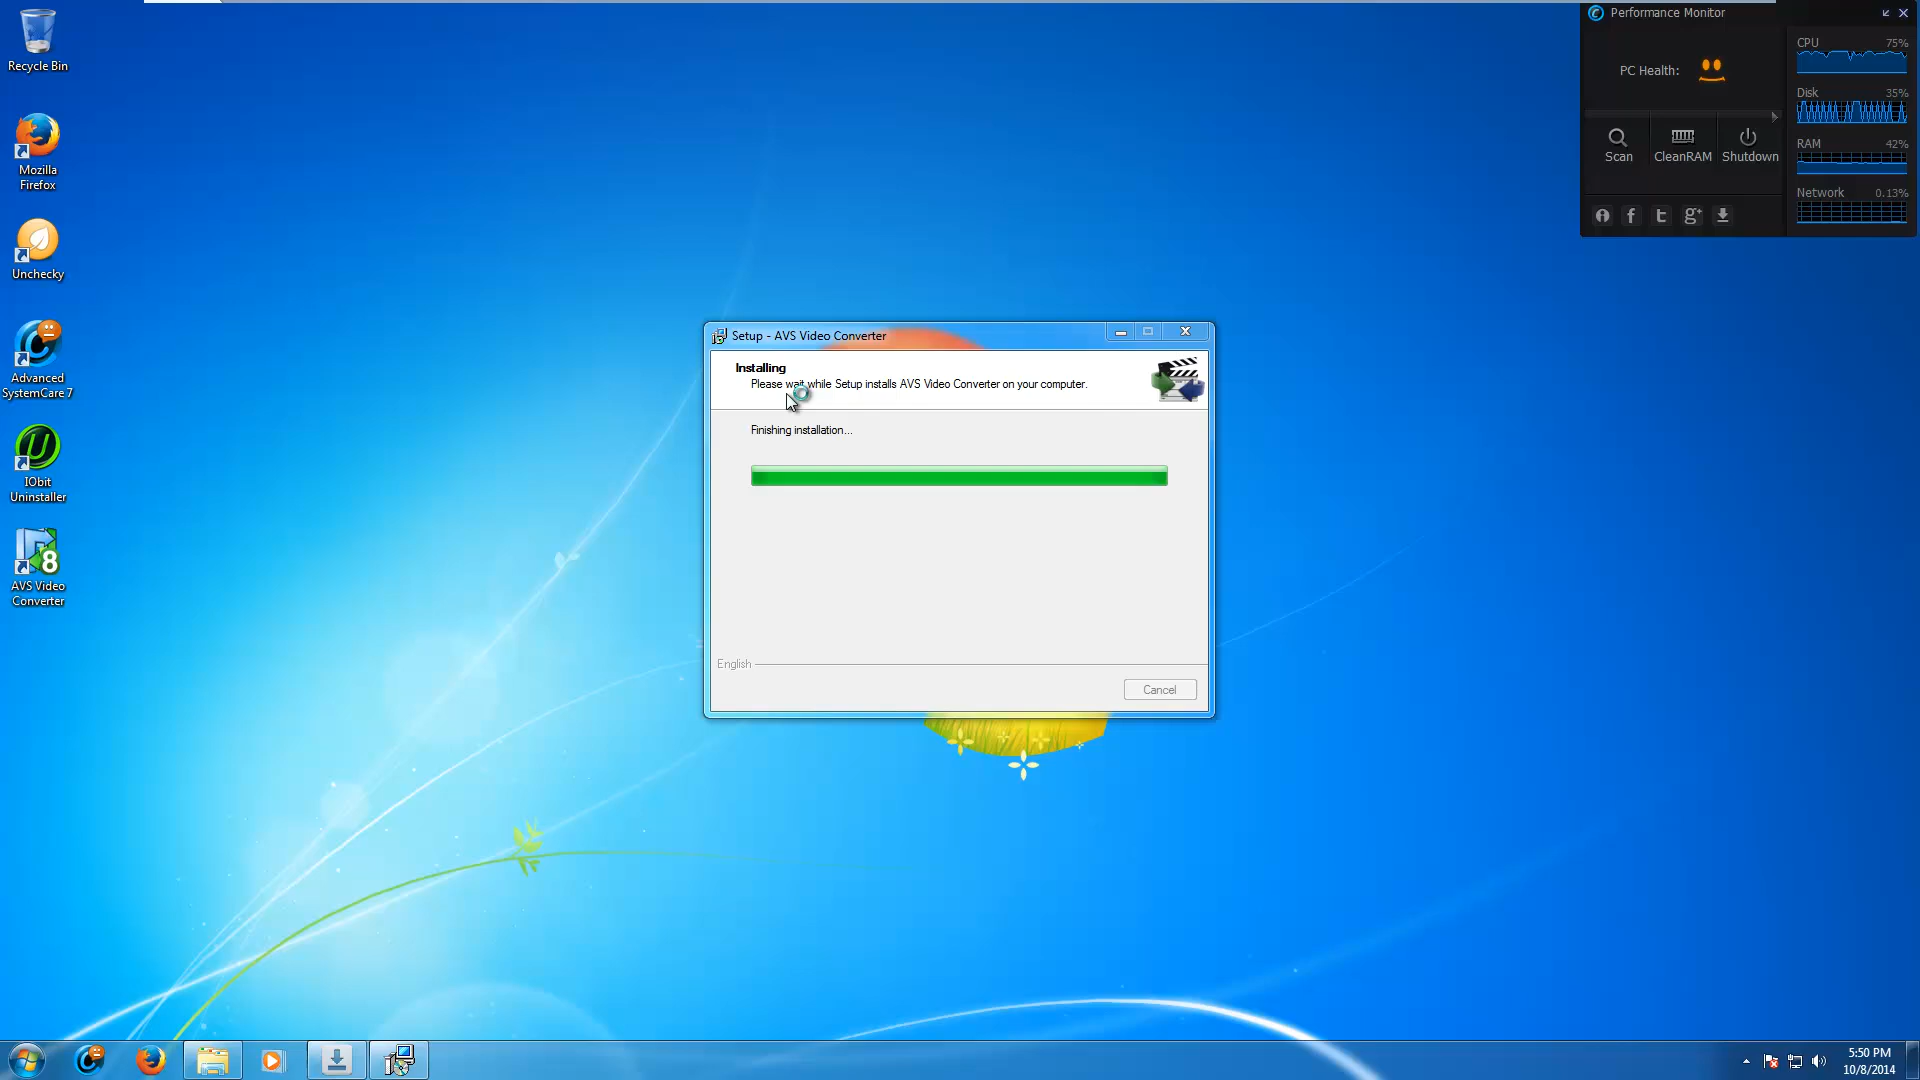 Recycle Bin
Mozilla
Firefox
Unchecky
Advanced
SystemCare 7
IObit
Uninstaller
8
AVS Video
Converter
Setup - AVS Video Converter
Installing
Please wait while Setup installs AVS Video Converter on your computer.
Finishing installation...
English
Cancel
Performance Monitor
PC Health:
Scan
CleanRAM
Shutdown
CPU 75%
Disk 35%
RAM 42%
Network 0.13%
5:50 PM
10/8/2014